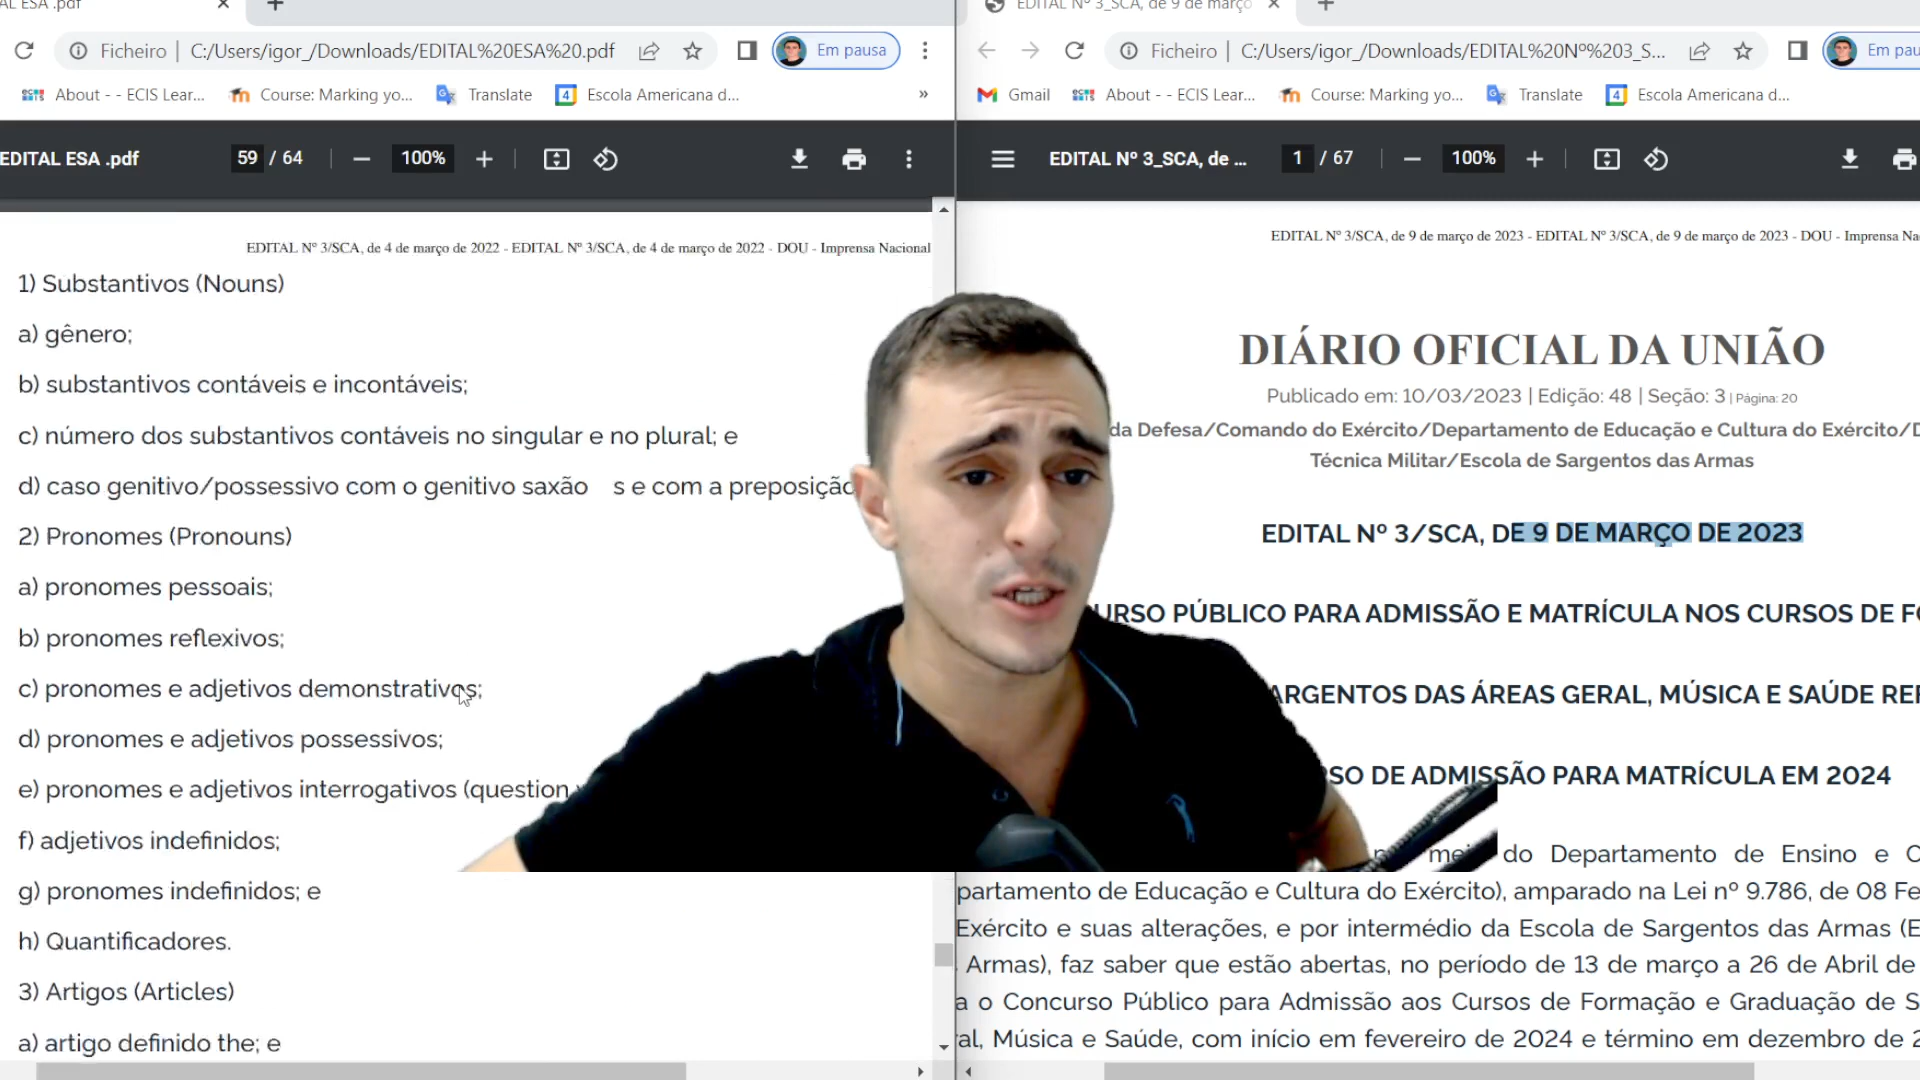 EDITAL Nº 3_SCA, de 9 de março
Ficheiro | C:/Users/igor_/Downloads/EDITAL%20ESA%20.pdf
Em pausa
Ficheiro | C:/Users/igor_/Downloads/EDITAL%20Nº%203_S...
About - - ECIS Lear...
Course: Marking yo...
Translate
Escola Americana d...
»
Gmail
About - - ECIS Lear...
Course: Marking yo...
Translate
Escola Americana d...
EDITAL ESA .pdf
59 / 64
100%
EDITAL Nº 3_SCA, de ...
1 / 67
100%
EDITAL Nº 3/SCA, de 4 de março de 2022 - EDITAL Nº 3/SCA, de 4 de março de 2022 - DOU - Imprensa Nacional
1) Substantivos (Nouns)
a) gênero;
b) substantivos contáveis e incontáveis;
c) número dos substantivos contáveis no singular e no plural; e
d) caso genitivo/possessivo com o genitivo saxão s e com a preposição
2) Pronomes (Pronouns)
a) pronomes pessoais;
b) pronomes reflexivos;
c) pronomes e adjetivos demonstrativos;
d) pronomes e adjetivos possessivos;
e) pronomes e adjetivos interrogativos (question
f) adjetivos indefinidos;
g) pronomes indefinidos; e
h) Quantificadores.
3) Artigos (Articles)
a) artigo definido the; e
EDITAL Nº 3/SCA, de 9 de março de 2023 - EDITAL Nº 3/SCA, de 9 de março de 2023 - DOU - Imprensa
DIÁRIO OFICIAL DA UNIÃO
Publicado em: 10/03/2023 | Edição: 48 | Seção: 3 | Página: 20
da Defesa/Comando do Exército/Departamento de Educação e Cultura do Exército/
Técnica Militar/Escola de Sargentos das Armas
EDITAL Nº 3/SCA, DE 9 DE MARÇO DE 2023
PÚBLICO PARA ADMISSÃO E MATRÍCULA NOS CURSOS DE
ARGENTOS DAS ÁREAS GERAL, MÚSICA E SAÚDE
DE ADMISSÃO PARA MATRÍCULA EM 2024
do Departamento de Ensino e
partamento de Educação e Cultura do Exército), amparado na Lei nº 9.786, de 08
Exército e suas alterações, e por intermédio da Escola de Sargentos das Armas
Armas), faz saber que estão abertas, no período de 13 de março a 26 de Abril de
a o Concurso Público para Admissão aos Cursos de Formação e Graduação de
al, Música e Saúde, com início em fevereiro de 2024 e término em dezembro de